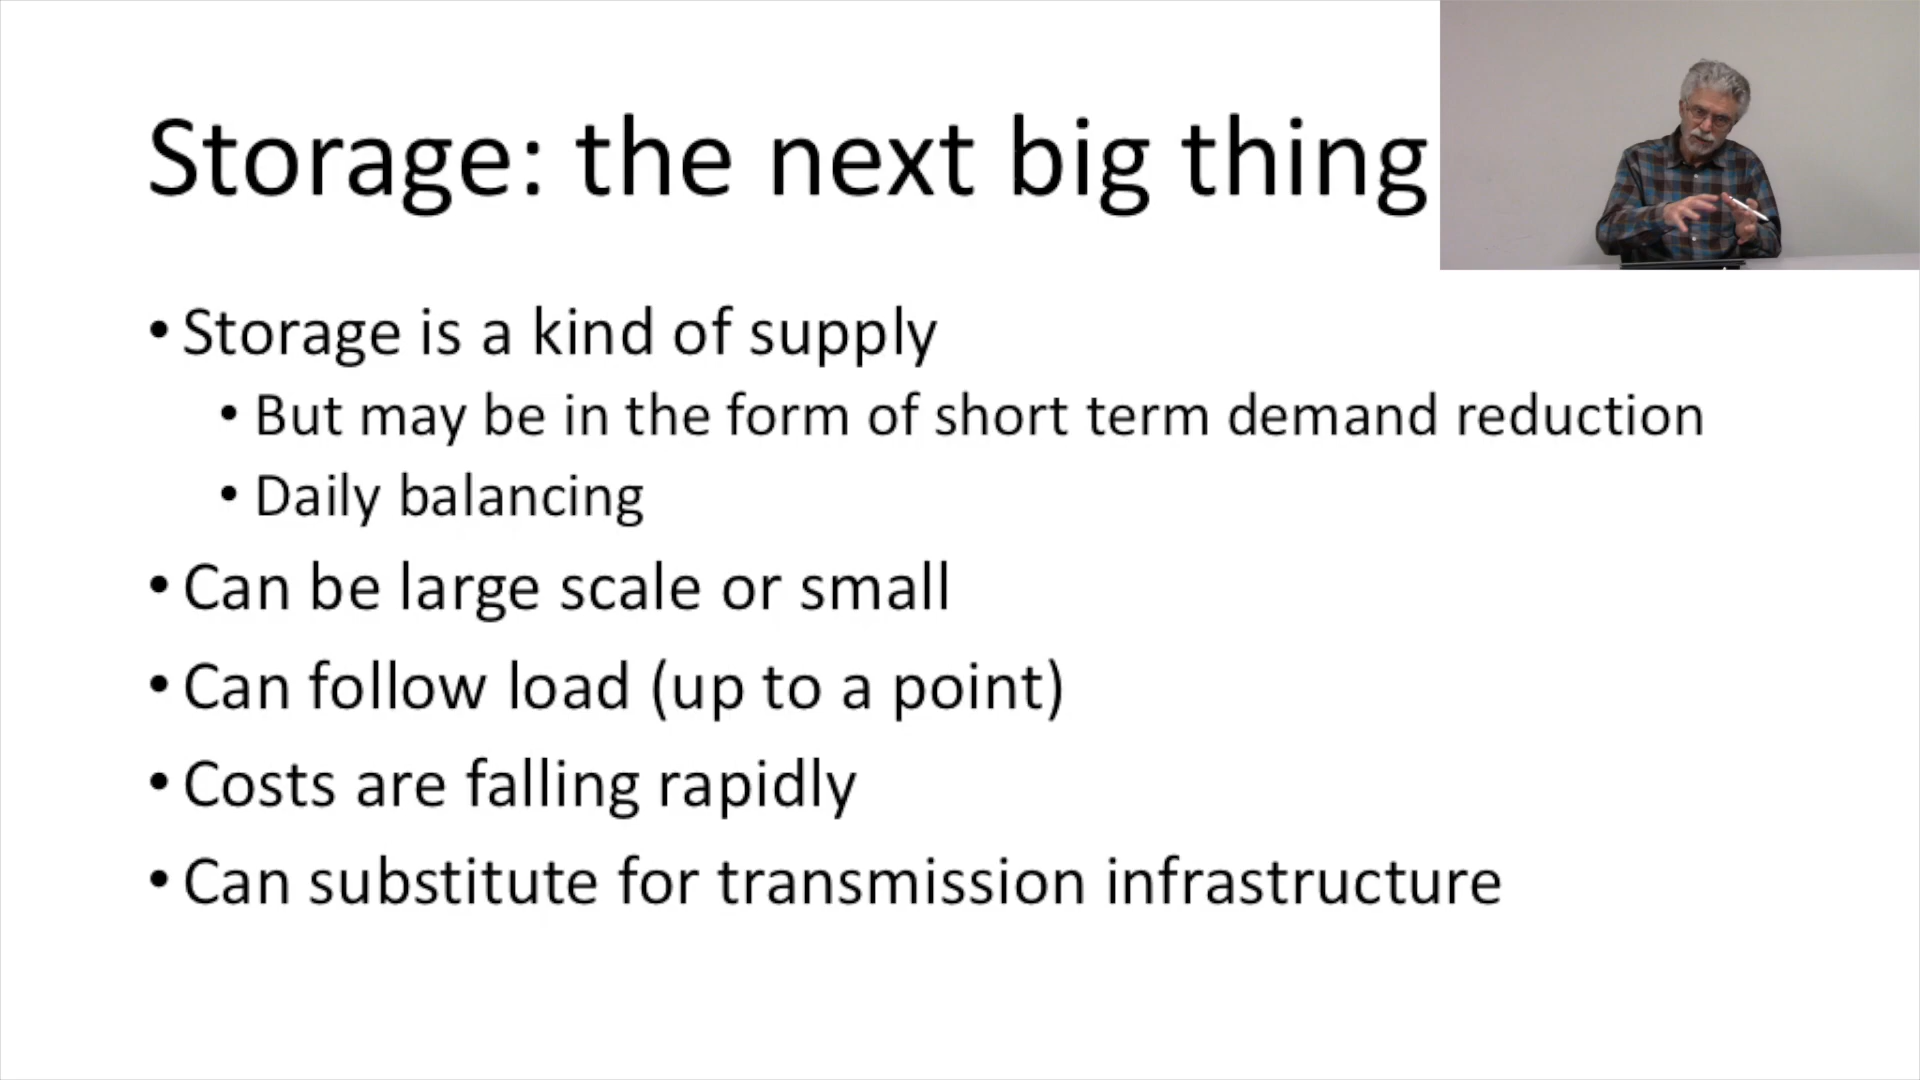 Storage: the next big thing
• Storage is a kind of supply
• But may be in the form of short term demand reduction
• Daily balancing
• Can be large scale or small
• Can follow load (up to a point)
• Costs are falling rapidly
• Can substitute for transmission infrastructure